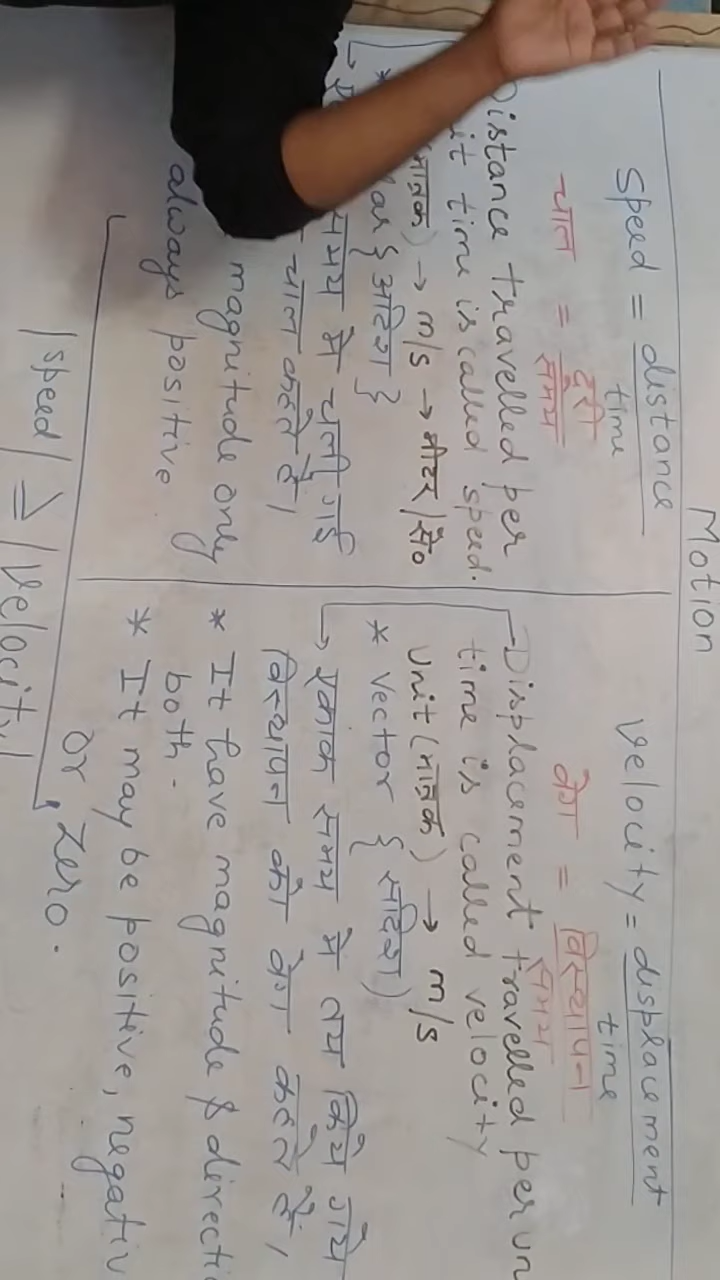 Motion
Speed = distance
time
चाल = दूरी
समय
Distance travelled per
it time is called speed.
(मात्रक) → m/s → मीटर/से०
ar {अदिश}
समय में चली गई
चाल कहते हैं।
magnitude only
always positive
Velocity = displacement
time
वेग = विस्थापन
समय
Displacement travelled per un
time is called velocity
Unit (मात्रक) → m/s
* Vector {सदिश)
→ एकांक समय में तय किये गये
विस्थापन को वेग कहते हैं,
* It have magnitude & directi
both.
* It may be positive, negativ
or, zero.
|speed| ≥ |velocity|